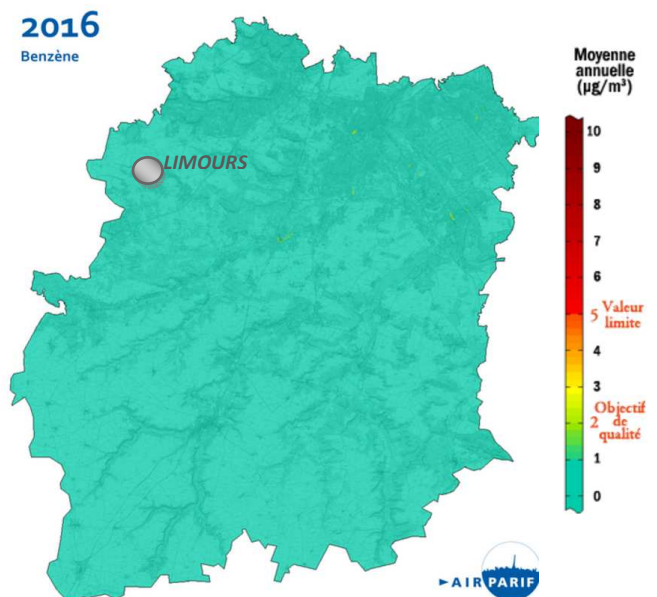 2016
Benzène
LIMOURS
Moyenne
annuelle
(µg/m³)
10
9
8
7
6
5 Valeur
limite
4
3
Objectif
2 de
qualité
1
0
AIRPARIF